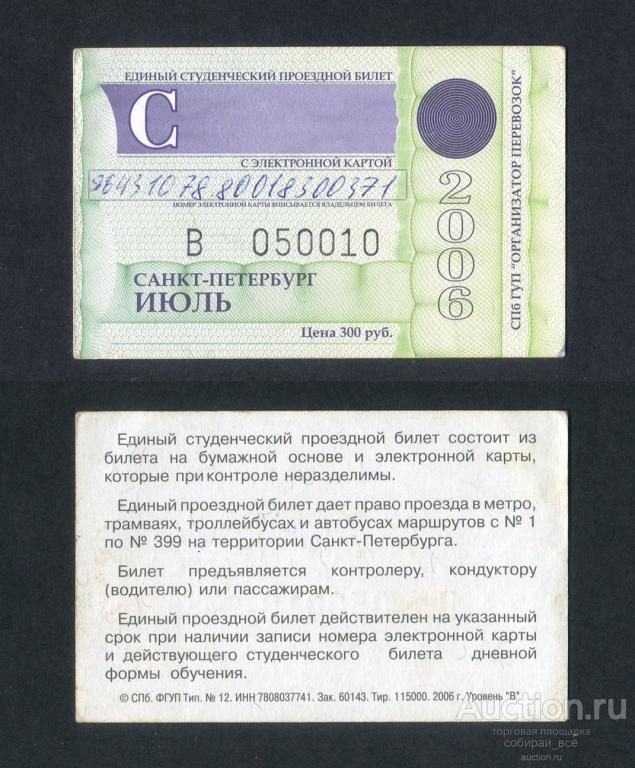 ЕДИНЫЙ СТУДЕНЧЕСКИЙ ПРОЕЗДНОЙ БИЛЕТ
С
С ЭЛЕКТРОННОЙ КАРТОЙ
96431078.80018300371
НОМЕР ЭЛЕКТРОННОЙ КАРТЫ ВПИСЫВАЕТСЯ ВЛАДЕЛЬЦЕМ БИЛЕТА
В 050010
САНКТ-ПЕТЕРБУРГ
ИЮЛЬ
Цена 300 руб.
2006
СПб ГУП "ОРГАНИЗАТОР ПЕРЕВОЗОК"
Единый студенческий проездной билет состоит из
билета на бумажной основе и электронной карты,
которые при контроле неразделимы.
Единый проездной билет дает право проезда в метро,
трамваях, троллейбусах и автобусах маршрутов с № 1
по № 399 на территории Санкт-Петербурга.
Билет предъявляется контролеру, кондуктору
(водителю) или пассажирам.
Единый проездной билет действителен на указанный
срок при наличии записи номера электронной карты
и действующего студенческого билета дневной
формы обучения.
© СПб. ФГУП Тип. № 12. ИНН 7808037741. Зак. 60143. Тир. 115000. 2006 г. Уровень "В"
Auction.ru
торговая площадка
собирай_всё
auction.ru